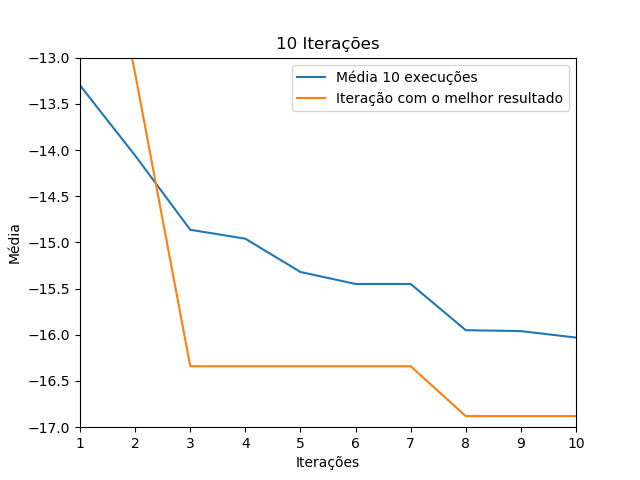 10 Iterações
Média 10 execuções
Iteração com o melhor resultado
−13.0
−13.5
−14.0
−14.5
−15.0
−15.5
−16.0
−16.5
−17.0
Média
1 2 3 4 5 6 7 8 9 10
Iterações